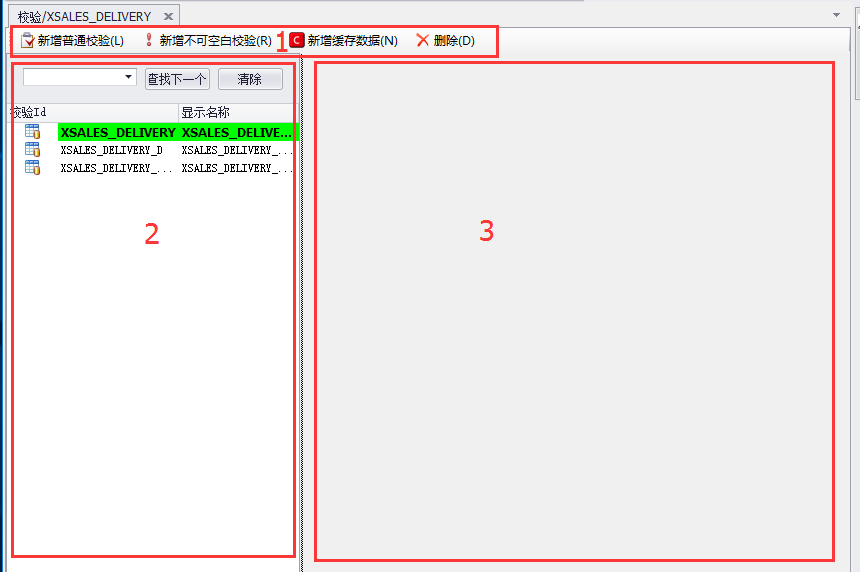 校验/XSALES_DELIVERY
新增普通校验(L) 新增不可空白校验(R) 1 C 新增缓存数据(N) 删除(D)
查找下一个 清除
校验Id 显示名称
XSALES_DELIVERY XSALES_DELIVE...
XSALES_DELIVERY_D XSALES_DELIVERY_...
XSALES_DELIVERY_... XSALES_DELIVERY_...
2 3